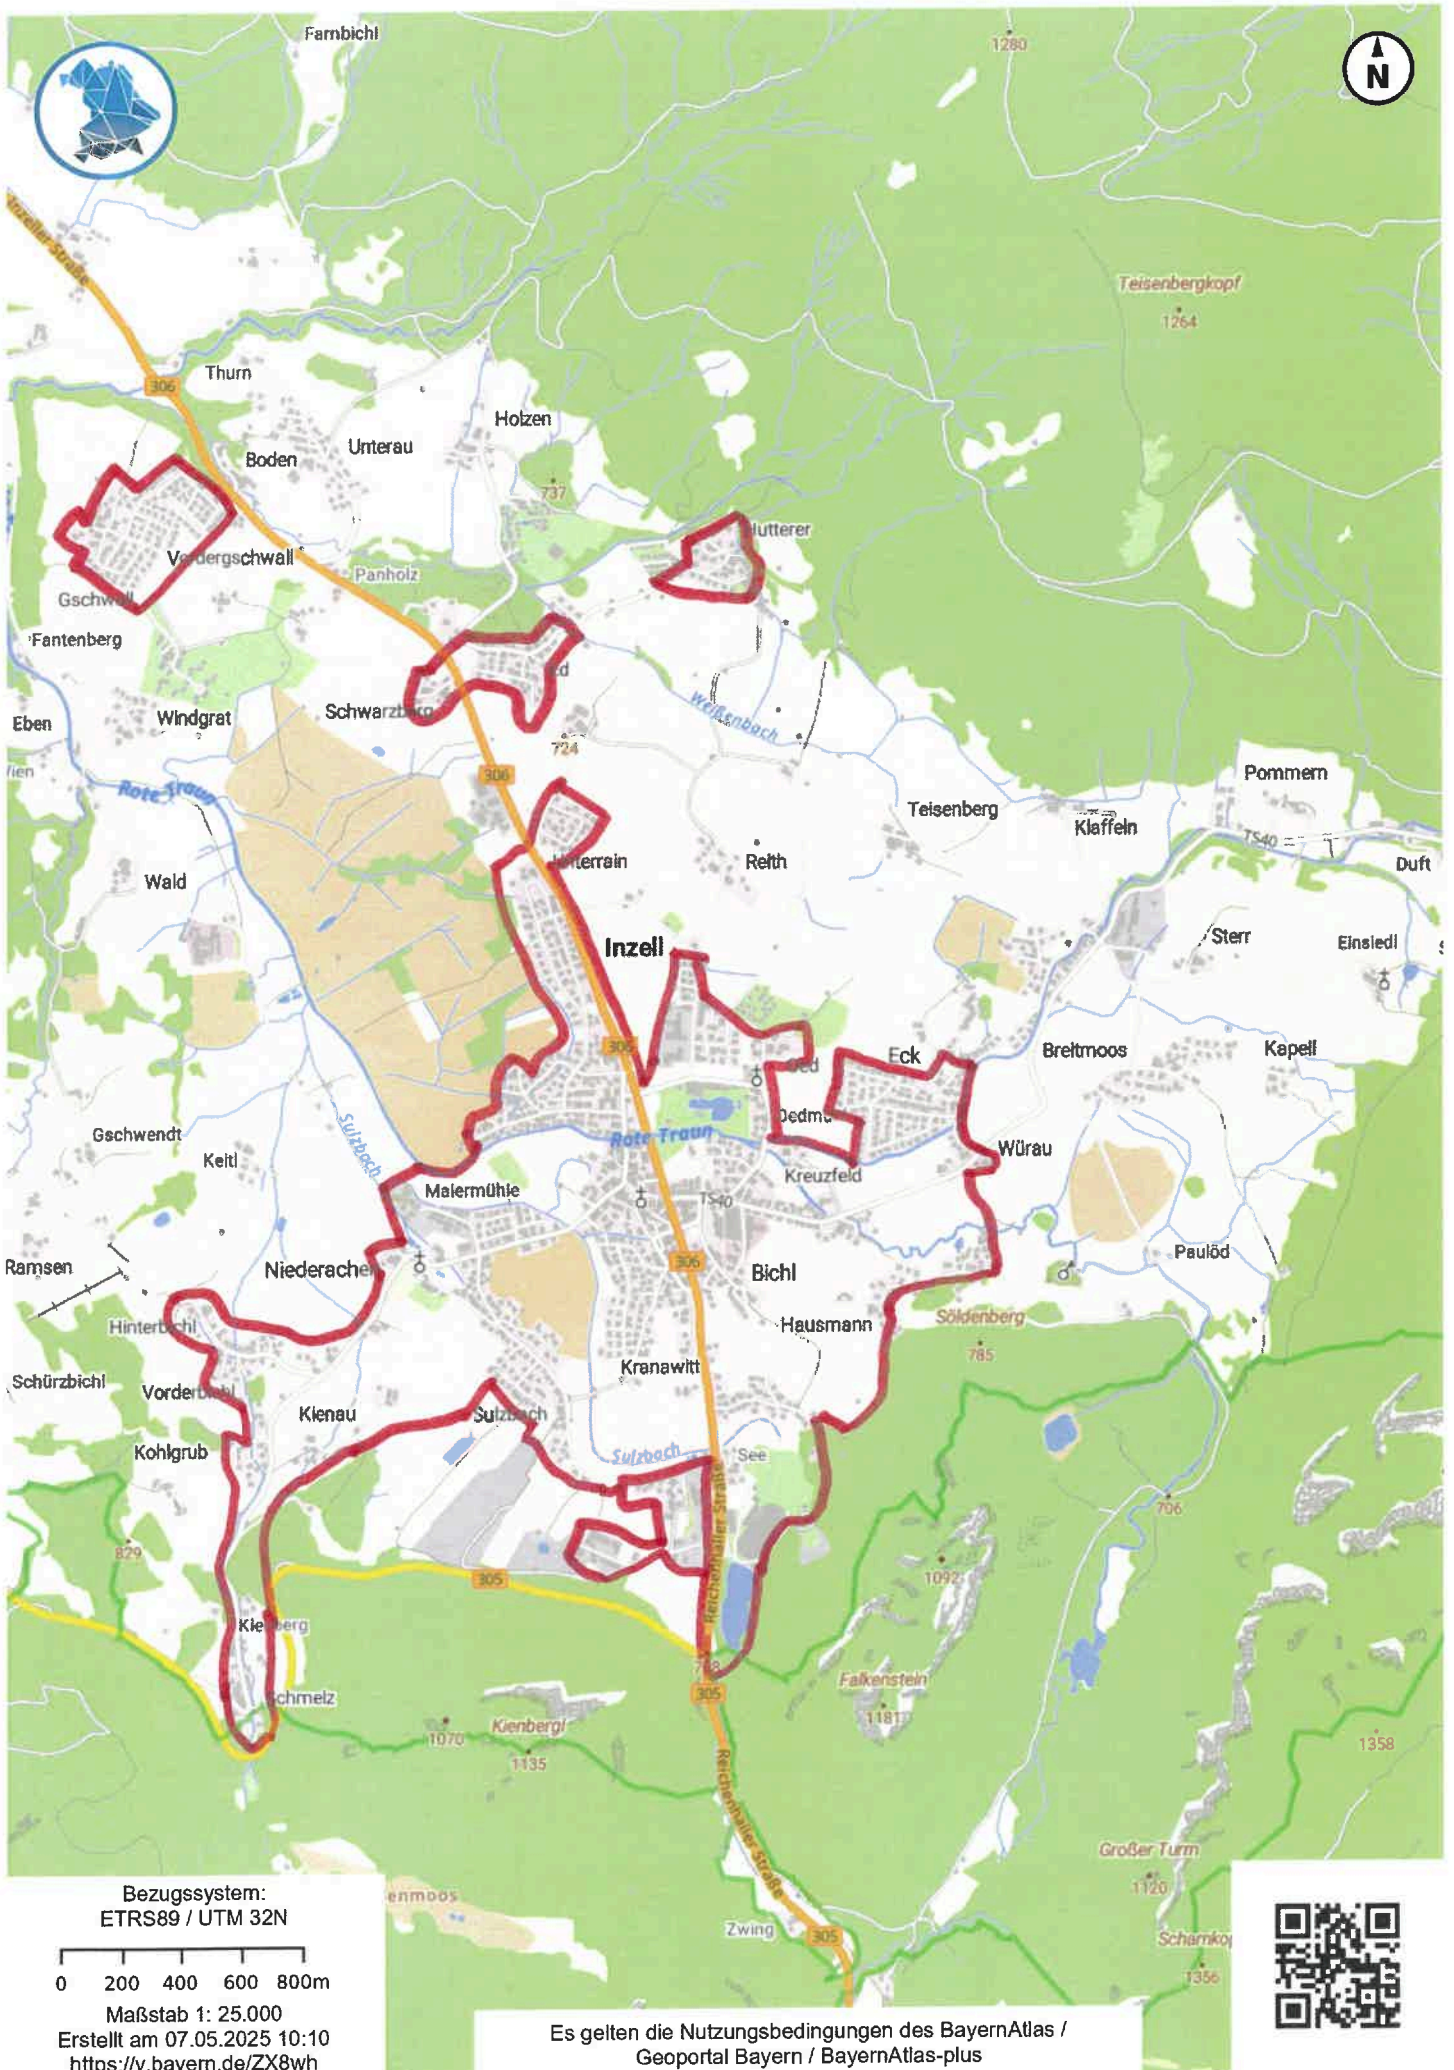 Farnbichl
1280
N
Inzeller Straße
Teisenbergkopf
1264
Thurn
306
Holzen
Unterau
Boden
737
Hutterer
Vordergschwall
Panholz
Gschwall
Fantenberg
Öd
Schwarzberg
Windgrat
Eben
Weißenbach
724
306
Pommern
Rote Traun
Teisenberg
Klaffeln
TS40
Unterrain
Reith
Duft
Wald
Inzell
Sterr
Einsiedl
306
Eck
Breitmoos
Kapell
Oed
Sulzbach
Gschwendt
Rote Traun
Keitl
Würau
Kreuzfeld
Maiermühle
TS40
Paulöd
Ramsen
Niederachen
306
Bichl
Hinterbichl
Hausmann
Söldenberg
785
Kranawitt
Schürzbichl
Vorderbichl
Kienau
Sulzbach
Kohlgrub
Sulzbach
See
Reichenhaller Straße
706
829
305
1092
Kienberg
Falkenstein
1181
305
Schmelz
Kienbergl
1070
1135
1358
Reichenhaller Straße
Großer Turm
1120
Zwing
305
1356
Bezugssystem:
ETRS89 / UTM 32N
0 200 400 600 800m
Maßstab 1: 25.000
Erstellt am 07.05.2025 10:10
https://v.bayern.de/ZX8wh
Es gelten die Nutzungsbedingungen des BayernAtlas /
Geoportal Bayern / BayernAtlas-plus